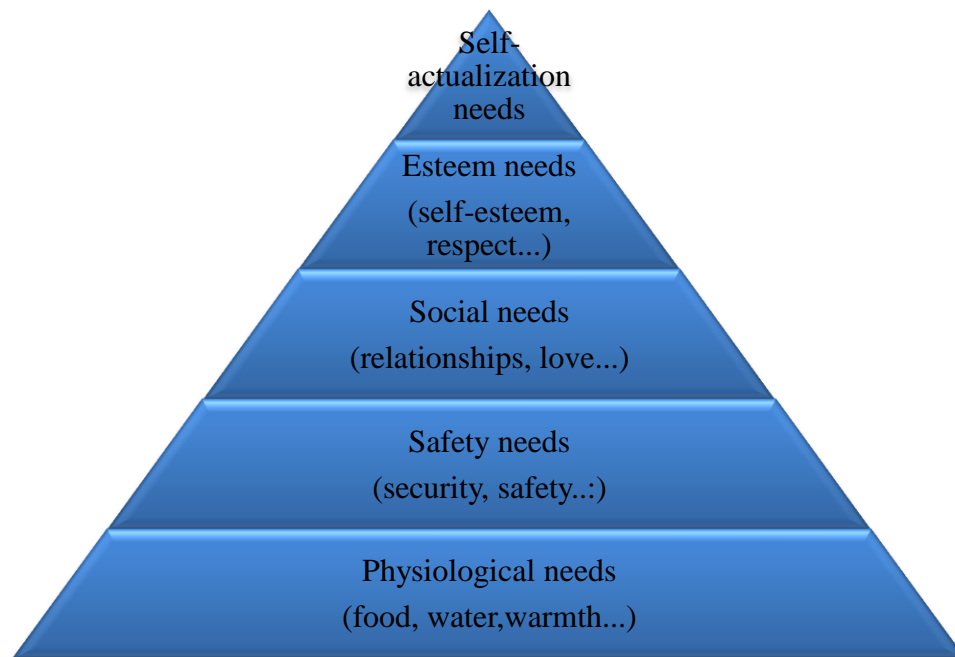 Self-
actualization
needs
Esteem needs
(self-esteem,
respect...)
Social needs
(relationships, love...)
Safety needs
(security, safety..:)
Physiological needs
(food, water,warmth...)